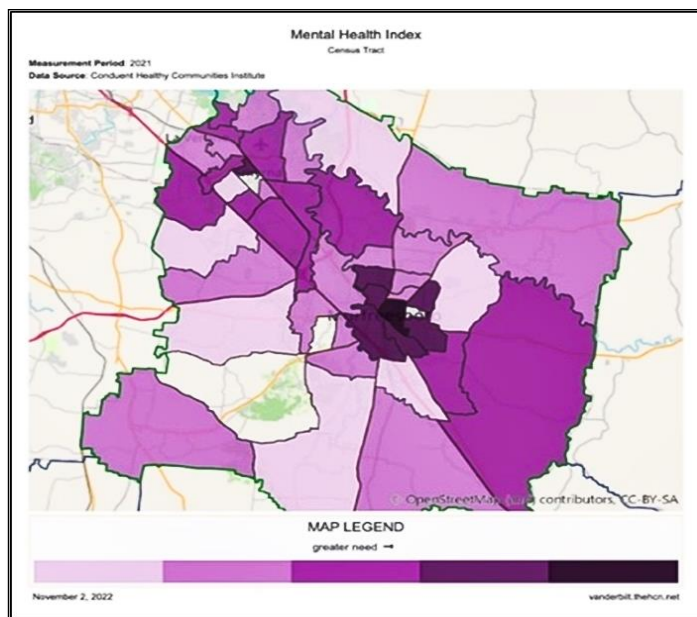 Mental Health Index
Census Tract
Measurement Period: 2021
Data Source: Conduent Healthy Communities Institute
© OpenStreetMap contributors, CC-BY-SA
MAP LEGEND
greater need →
November 2, 2022
vanderbilt.thehcn.net